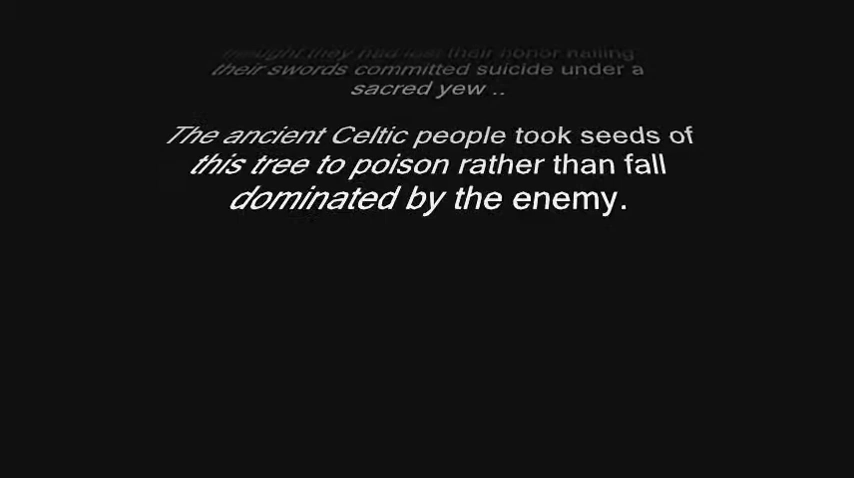 thought they had lost their honor nailing
their swords committed suicide under a
sacred yew ..
The ancient Celtic people took seeds of
this tree to poison rather than fall
dominated by the enemy.